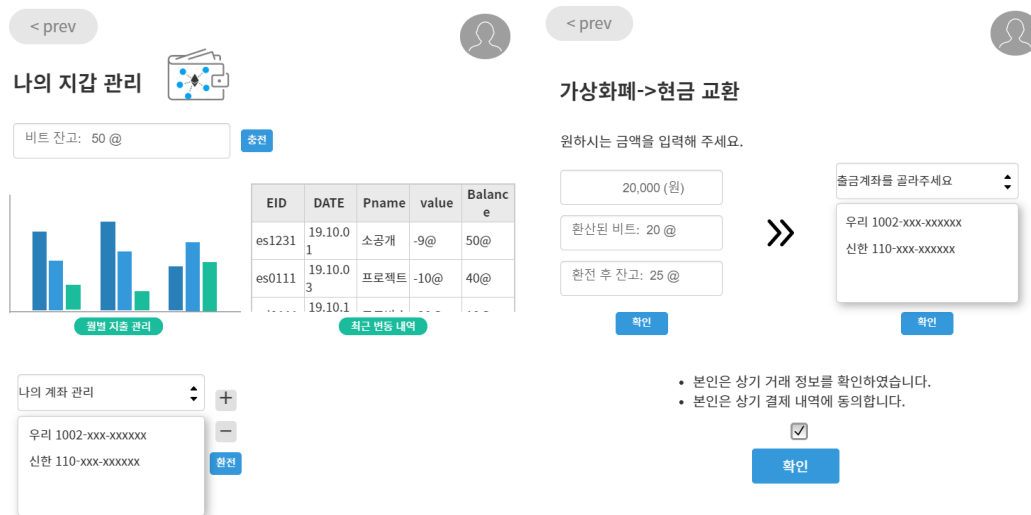 < prev
나의 지갑 관리
비트 잔고: 50 @
충전
EID DATE Pname value Balance
es1231 19.10.01 소공개 -9@ 50@
es0111 19.10.03 프로젝트 -10@ 40@
19.10.1
월별 지출 관리
최근 변동 내역
나의 계좌 관리
+
우리 1002-xxx-xxxxxx
−
신한 110-xxx-xxxxxx
환전
< prev
가상화폐->현금 교환
원하시는 금액을 입력해 주세요.
20,000 (원)
환산된 비트: 20 @
환전 후 잔고: 25 @
확인
출금계좌를 골라주세요
우리 1002-xxx-xxxxxx
신한 110-xxx-xxxxxx
확인
• 본인은 상기 거래 정보를 확인하였습니다.
• 본인은 상기 결제 내역에 동의합니다.
확인